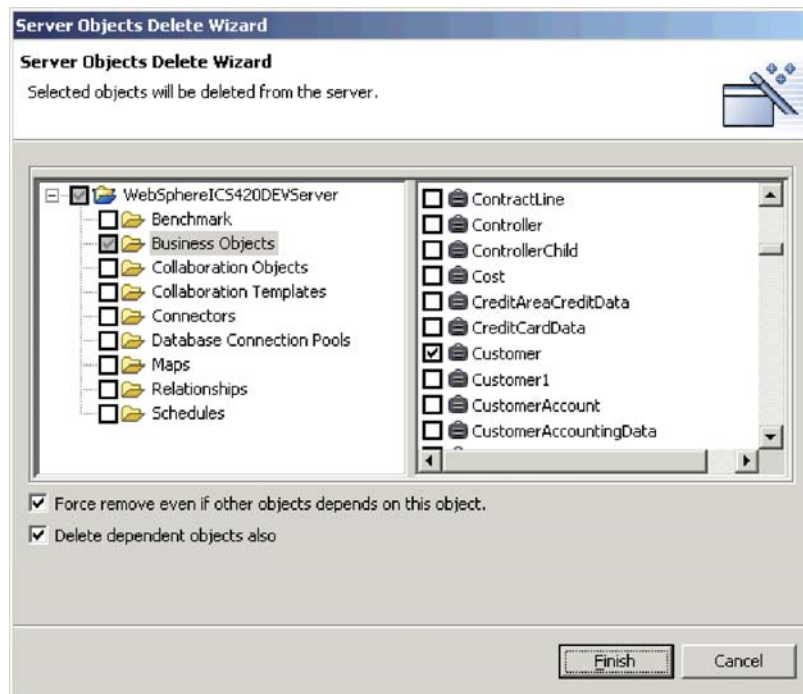 Server Objects Delete Wizard
Server Objects Delete Wizard
Selected objects will be deleted from the server.
WebSphereICS420DEVServer
Benchmark
Business Objects
Collaboration Objects
Collaboration Templates
Connectors
Database Connection Pools
Maps
Relationships
Schedules
ContractLine
Controller
ControllerChild
Cost
CreditAreaCreditData
CreditCardData
Customer
Customer1
CustomerAccount
CustomerAccountingData
Force remove even if other objects depends on this object.
Delete dependent objects also
Finish
Cancel